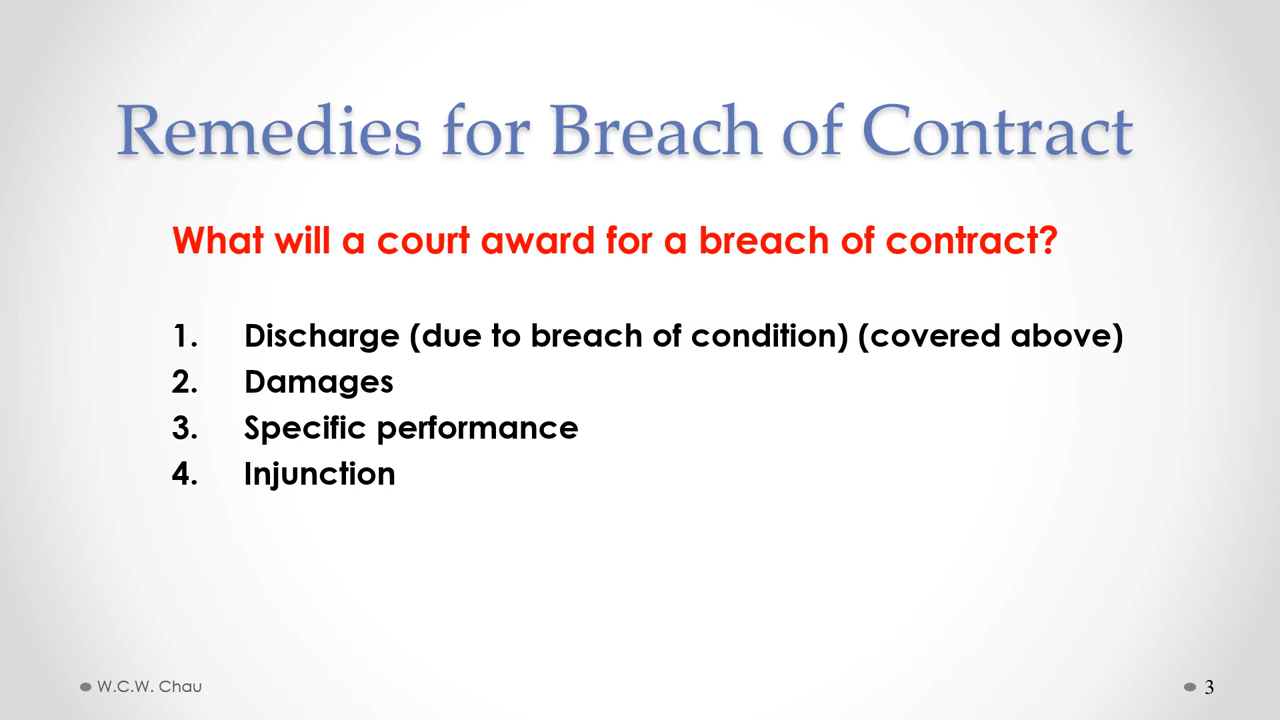 Remedies for Breach of Contract
What will a court award for a breach of contract?
1. Discharge (due to breach of condition) (covered above)
2. Damages
3. Specific performance
4. Injunction
W.C.W. Chau
3